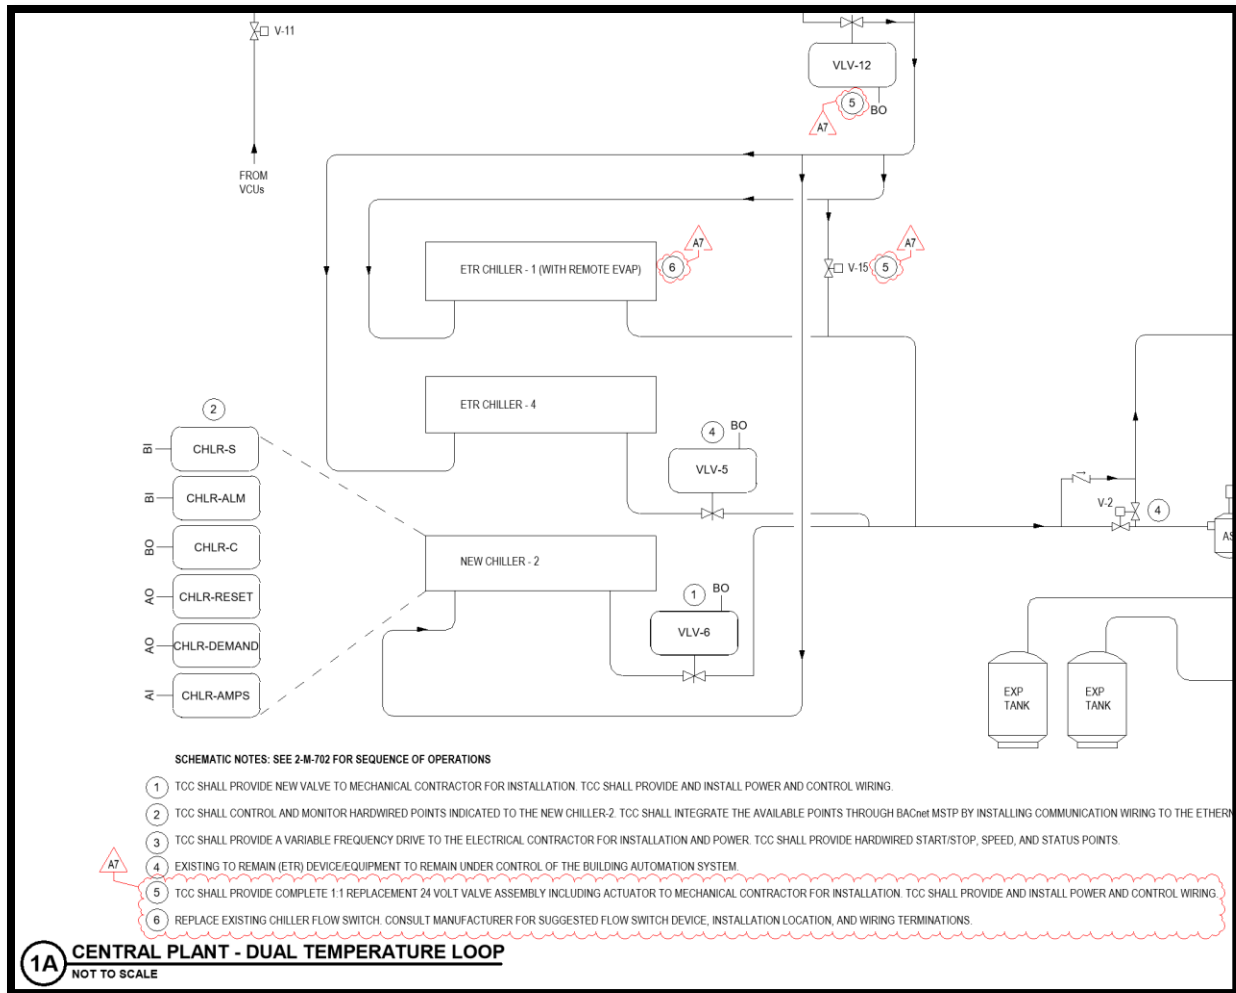 V-11
VLV-12
5
BO
A7
FROM
VCUs
A7
A7
ETR CHILLER - 1 (WITH REMOTE EVAP)
6
V-15
5
ETR CHILLER - 4
2
BO
4
BI
CHLR-S
VLV-5
BI
CHLR-ALM
V-2
4
AS
BO
CHLR-C
NEW CHILLER - 2
BO
1
AO
CHLR-RESET
VLV-6
AO
CHLR-DEMAND
AI
CHLR-AMPS
EXP
TANK
EXP
TANK
SCHEMATIC NOTES: SEE 2-M-702 FOR SEQUENCE OF OPERATIONS
1 TCC SHALL PROVIDE NEW VALVE TO MECHANICAL CONTRACTOR FOR INSTALLATION. TCC SHALL PROVIDE AND INSTALL POWER AND CONTROL WIRING.
2 TCC SHALL CONTROL AND MONITOR HARDWIRED POINTS INDICATED TO THE NEW CHILLER-2. TCC SHALL INTEGRATE THE AVAILABLE POINTS THROUGH BACnet MSTP BY INSTALLING COMMUNICATION WIRING TO THE ETHERN
3 TCC SHALL PROVIDE A VARIABLE FREQUENCY DRIVE TO THE ELECTRICAL CONTRACTOR FOR INSTALLATION AND POWER. TCC SHALL PROVIDE HARDWIRED START/STOP, SPEED, AND STATUS POINTS.
A7
4 EXISTING TO REMAIN (ETR) DEVICE/EQUIPMENT TO REMAIN UNDER CONTROL OF THE BUILDING AUTOMATION SYSTEM.
5 TCC SHALL PROVIDE COMPLETE 1:1 REPLACEMENT 24 VOLT VALVE ASSEMBLY INCLUDING ACTUATOR TO MECHANICAL CONTRACTOR FOR INSTALLATION. TCC SHALL PROVIDE AND INSTALL POWER AND CONTROL WIRING.
6 REPLACE EXISTING CHILLER FLOW SWITCH. CONSULT MANUFACTURER FOR SUGGESTED FLOW SWITCH DEVICE, INSTALLATION LOCATION, AND WIRING TERMINATIONS.
1A CENTRAL PLANT - DUAL TEMPERATURE LOOP
NOT TO SCALE